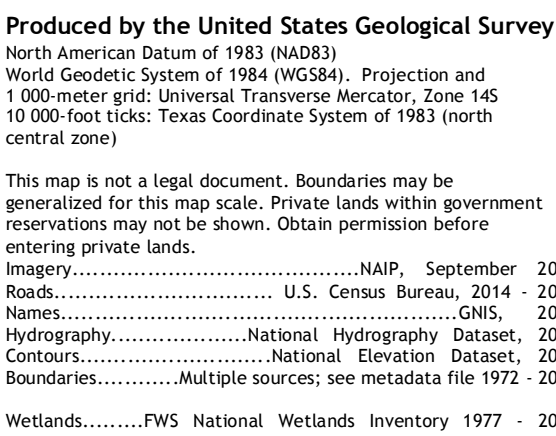 Produced by the United States Geological Survey
North American Datum of 1983 (NAD83)
World Geodetic System of 1984 (WGS84). Projection and
1 000-meter grid: Universal Transverse Mercator, Zone 14S
10 000-foot ticks: Texas Coordinate System of 1983 (north
central zone)
This map is not a legal document. Boundaries may be
generalized for this map scale. Private lands within government
reservations may not be shown. Obtain permission before
entering private lands.
Imagery..........................................NAIP, September 20
Roads................................ U.S. Census Bureau, 2014 - 20
Names..........................................................GNIS, 20
Hydrography...................National Hydrography Dataset, 20
Contours............................National Elevation Dataset, 20
Boundaries............Multiple sources; see metadata file 1972 - 20
Wetlands.........FWS National Wetlands Inventory 1977 - 20